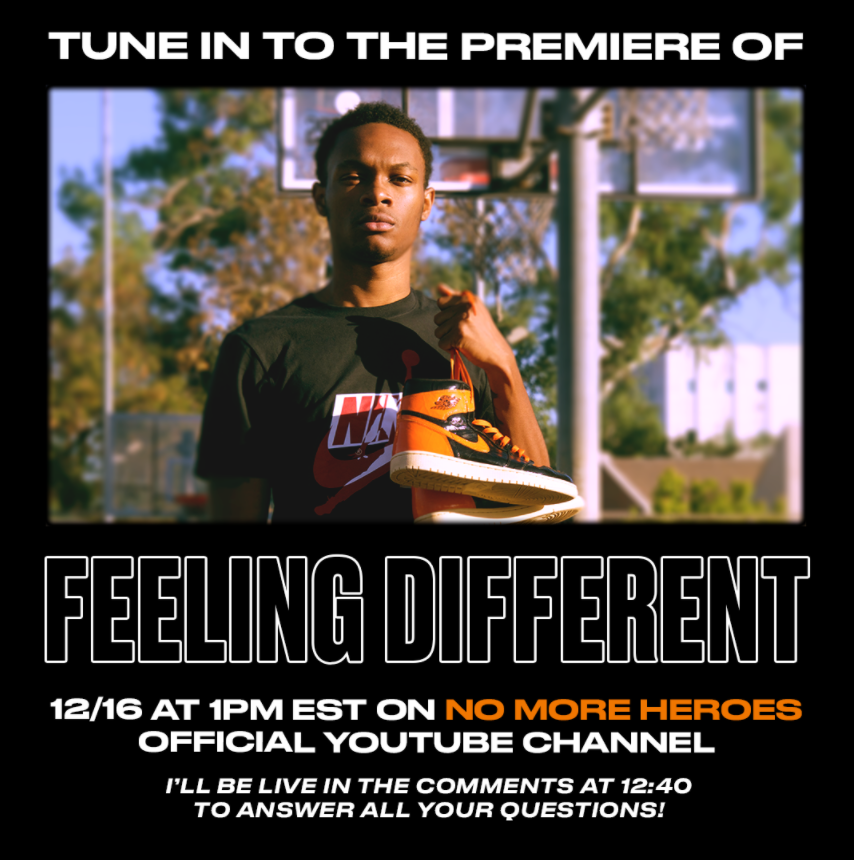 TUNE IN TO THE PREMIERE OF
FEELING DIFFERENT
12/16 AT 1PM EST ON NO MORE HEROES
OFFICIAL YOUTUBE CHANNEL
I'LL BE LIVE IN THE COMMENTS AT 12:40
TO ANSWER ALL YOUR QUESTIONS!